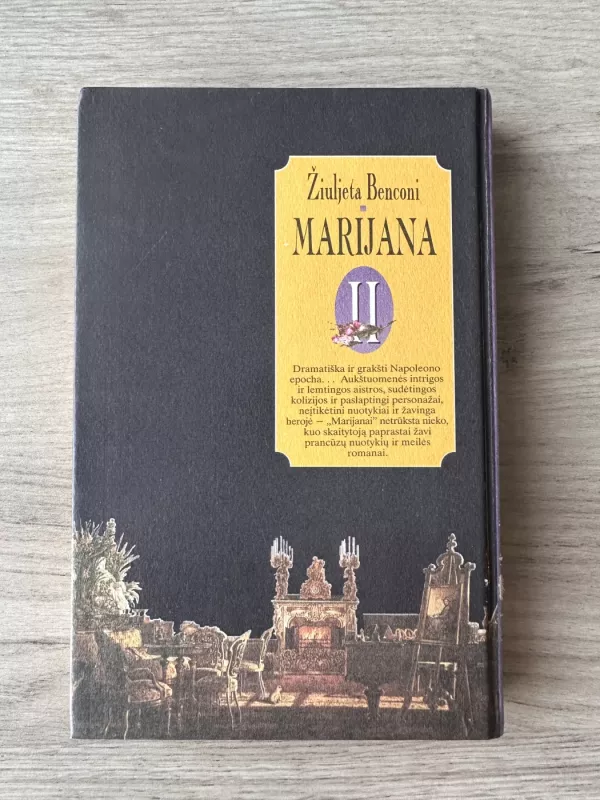 Žiuljeta Benconi
MARIJANA
II
Dramatiška ir grakšti Napoleono
epocha... Aukštuomenės intrigos
ir lemtingos aistros, sudėtingos
kolizijos ir paslaptingi personažai,
neįtikėtini nuotykiai ir žavinga
herojė – „Marijanai” netrūksta nieko,
kuo skaitytoją paprastai žavi
prancūzų nuotykių ir meilės
romanai.